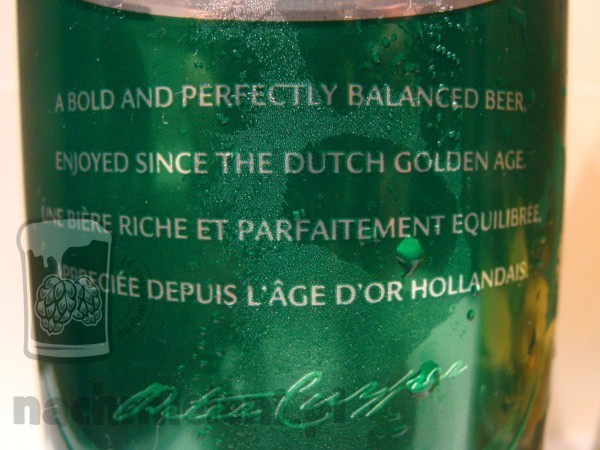 A BOLD AND PERFECTLY BALANCED BEER,
ENJOYED SINCE THE DUTCH GOLDEN AGE.
UNE BIÈRE RICHE ET PARFAITEMENT EQUILIBRÉE,
APPRÉCIÉE DEPUIS L'ÂGE D'OR HOLLANDAIS.